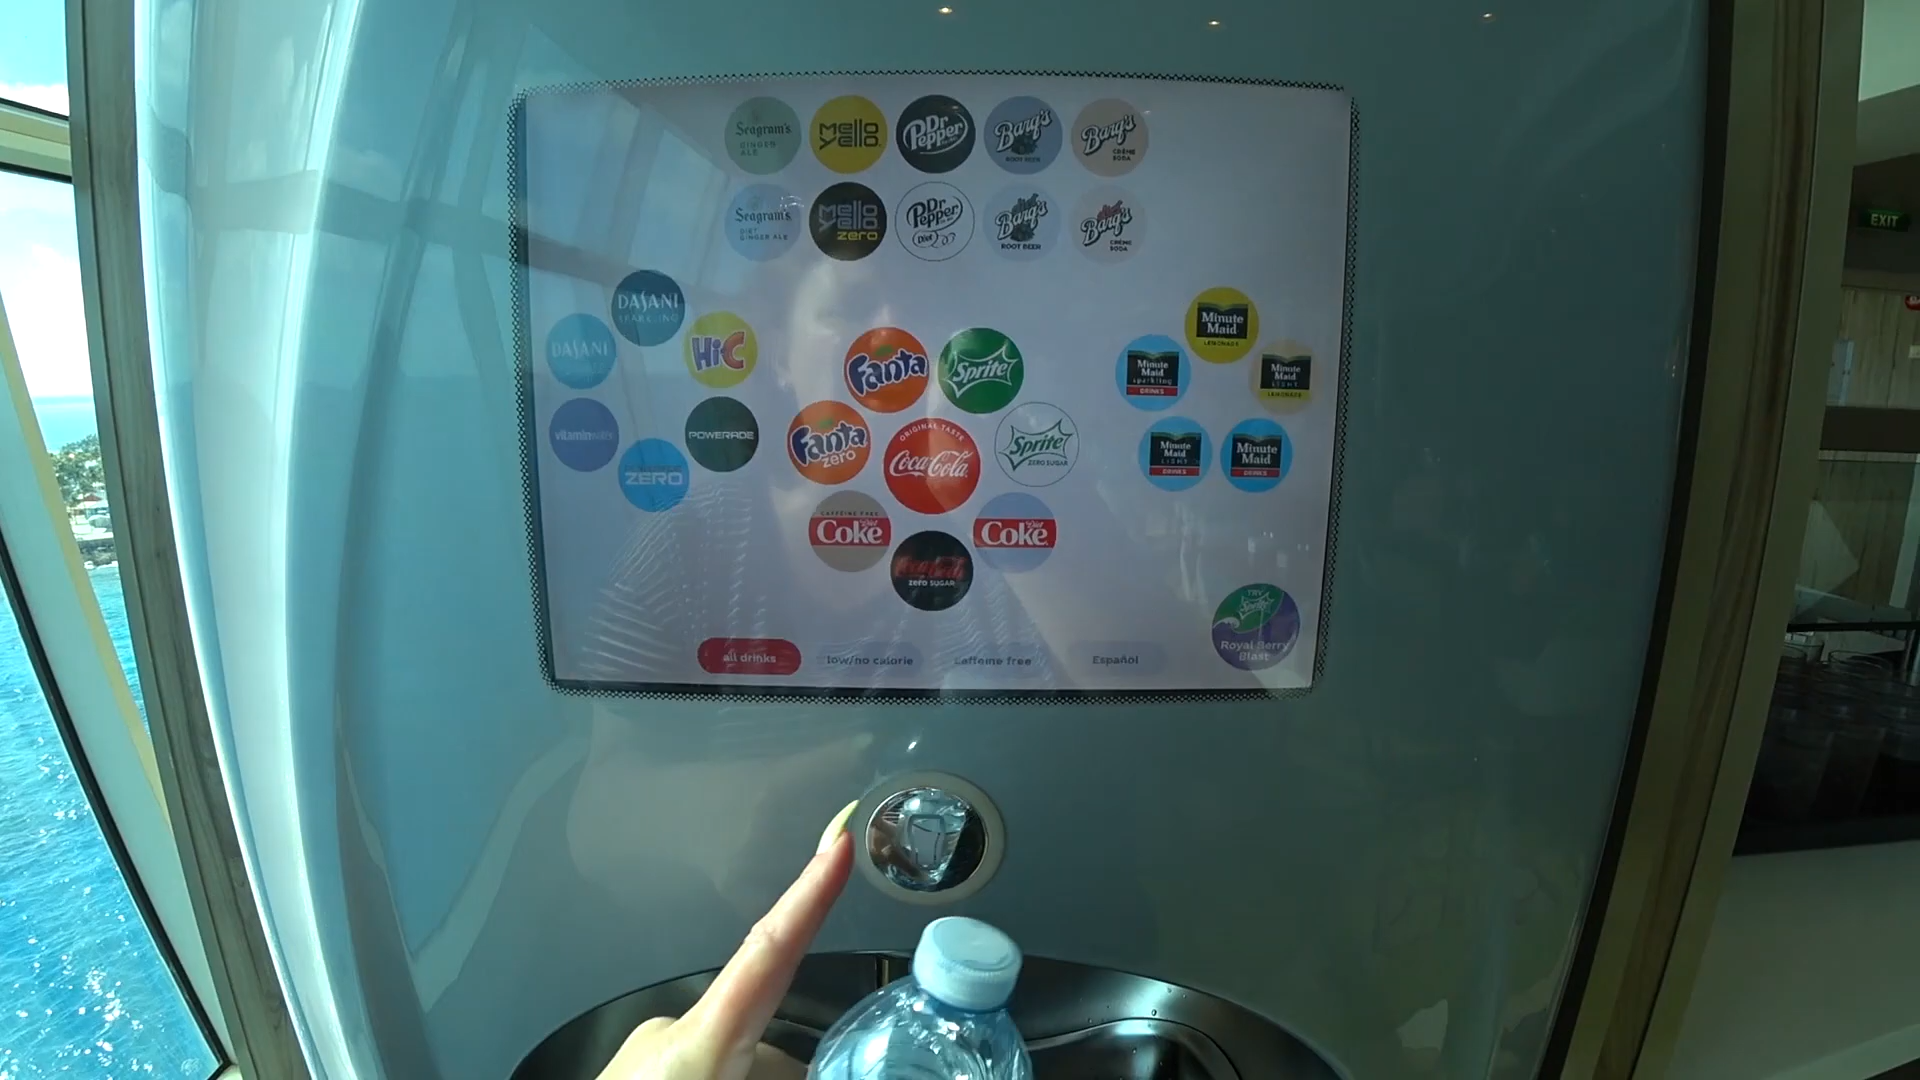 Seagram's
GINGER
ALE
mello
yello
Dr
Pepper
Barq's
ROOT BEER
Barq's
CRÈME
SODA
Seagram's
DIET
GINGER ALE
mello
yello
zero
Dr
Pepper
Diet
Barq's
ROOT BEER
Barq's
CRÈME
SODA
DASANI
SPARKLING
DASANI
Hi-C
vitaminwater
POWERADE
ZERO
Fanta
Sprite
Fanta
zero
ORIGINAL TASTE
Coca-Cola
Sprite
ZERO SUGAR
CAFFEINE FREE
Diet
Coke
Diet
Coke
Coca-Cola
ZERO SUGAR
Minute
Maid
LEMONADE
Minute
Maid
sparkling
DRINKS
Minute
Maid
LIGHT
LEMONADE
Minute
Maid
LIGHT
DRINKS
Minute
Maid
DRINKS
TRY
Sprite
Royal Berry
Blast
all drinks
low/no calorie
caffeine free
Español
EXIT